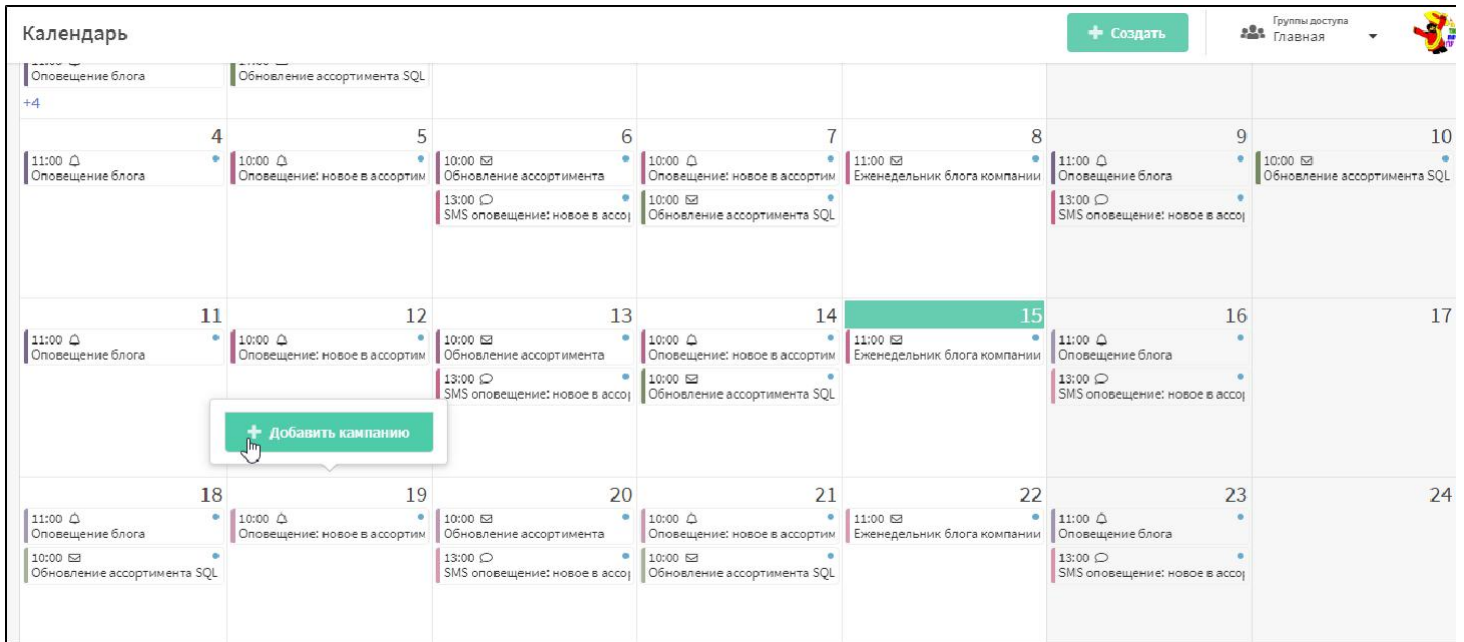 Календарь
+ Создать
Группы доступа
Главная
Оповещение блога
Обновление ассортимента SQL
+4
4
5
6
7
8
9
10
11:00
Оповещение блога
10:00
Оповещение: новое в ассортим
10:00
Обновление ассортимента
13:00
SMS оповещение: новое в ассор
10:00
Оповещение: новое в ассортим
10:00
Обновление ассортимента SQL
11:00
Еженедельник блога компании
11:00
Оповещение блога
13:00
SMS оповещение: новое в ассор
10:00
Обновление ассортимента SQL
11
12
13
14
15
16
17
11:00
Оповещение блога
10:00
Оповещение: новое в ассортим
10:00
Обновление ассортимента
13:00
SMS оповещение: новое в ассор
10:00
Оповещение: новое в ассортим
10:00
Обновление ассортимента SQL
11:00
Еженедельник блога компании
11:00
Оповещение блога
13:00
SMS оповещение: новое в ассор
+ Добавить кампанию
18
19
20
21
22
23
24
11:00
Оповещение блога
10:00
Обновление ассортимента SQL
10:00
Оповещение: новое в ассортим
10:00
Обновление ассортимента
13:00
SMS оповещение: новое в ассор
10:00
Оповещение: новое в ассортим
10:00
Обновление ассортимента SQL
11:00
Еженедельник блога компании
11:00
Оповещение блога
13:00
SMS оповещение: новое в ассор